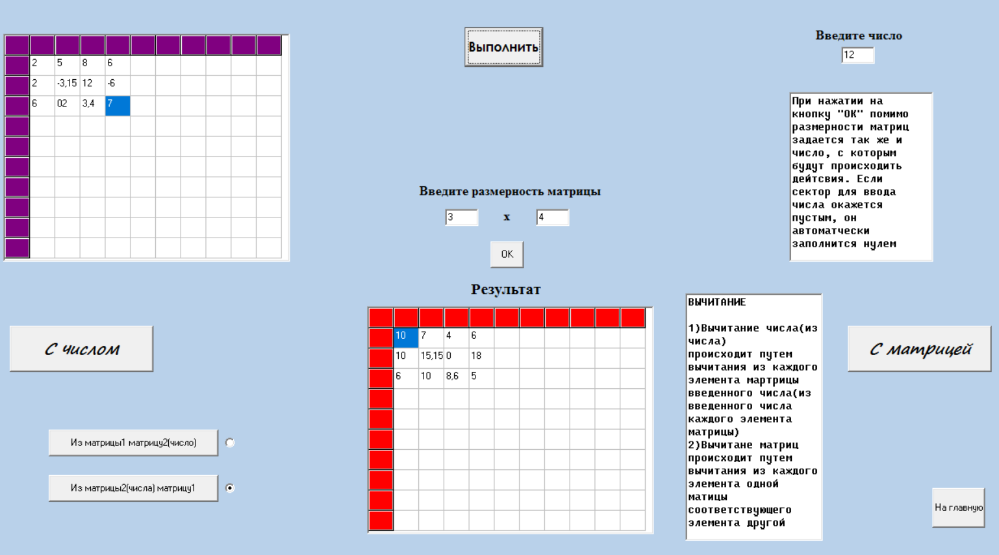 Выполнить
Введите число
12
2 5 8 6
2 -3,15 12 -6
6 02 3,4 7
При нажатии на
кнопку "ОК" помимо
размерности матриц
задается так же и
число, с которым
будут происходить
дейтсвия. Если
сектор для ввода
числа окажется
пустым, он
автоматчески
заполнится нулем
Введите размерность матрицы
3 x 4
OK
Результат
10 7 4 6
10 15,15 0 18
6 10 8,6 5
ВЫЧИТАНИЕ
1)Вычитание числа(из
числа)
происходит путем
вычитания из каждого
элемента мартрицы
введенного числа(из
введенного числа
каждого элемента
матрицы)
2)Вычитане матриц
происходит путем
вычитания из каждого
элемента одной
матицы
соответствующего
элемента другой
С числом
С матрицей
Из матрицы1 матрицу2(число)
Из матрицы2(числа) матрицу1
На главную